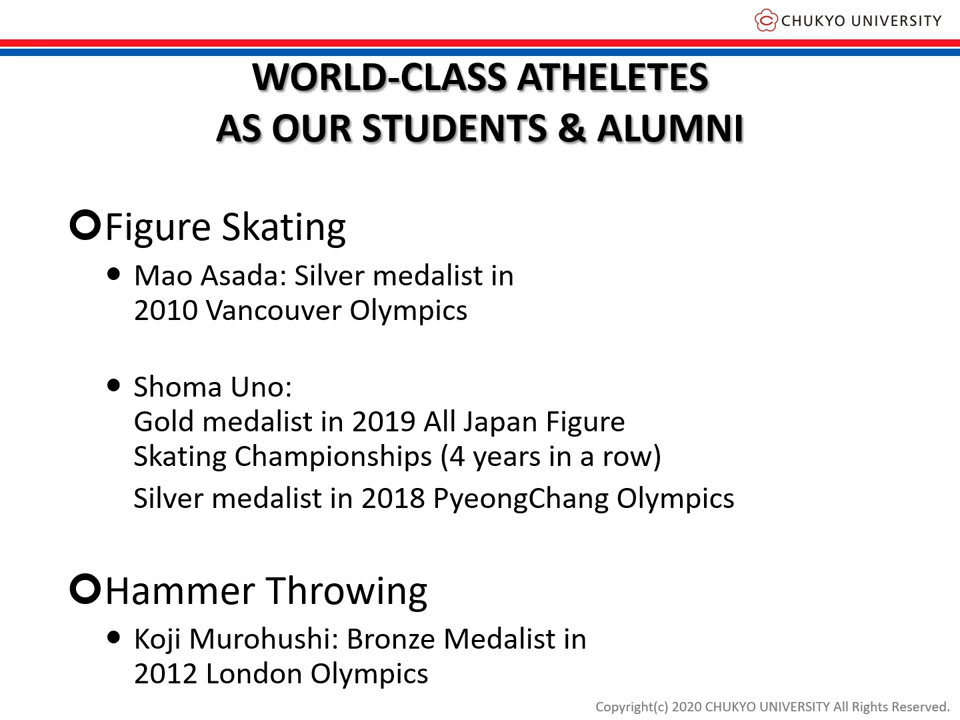 CHUKYO UNIVERSITY
WORLD-CLASS ATHELETES
AS OUR STUDENTS & ALUMNI
Figure Skating
• Mao Asada: Silver medalist in
2010 Vancouver Olympics
• Shoma Uno:
Gold medalist in 2019 All Japan Figure
Skating Championships (4 years in a row)
Silver medalist in 2018 PyeongChang Olympics
Hammer Throwing
• Koji Murohushi: Bronze Medalist in
2012 London Olympics
Copyright(c) 2020 CHUKYO UNIVERSITY All Rights Reserved.